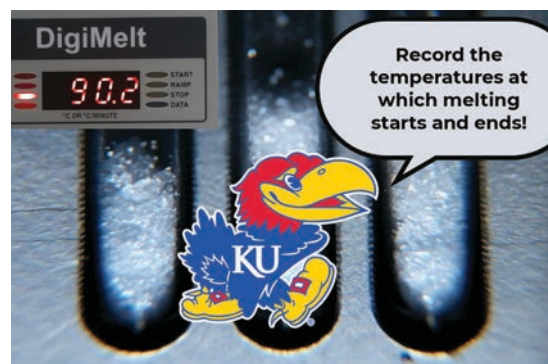 DigiMelt
90.2
START
RAMP
STOP
DATA
°C OR °C/MINUTE
Record the
temperatures at
which melting
starts and ends!
KU
®